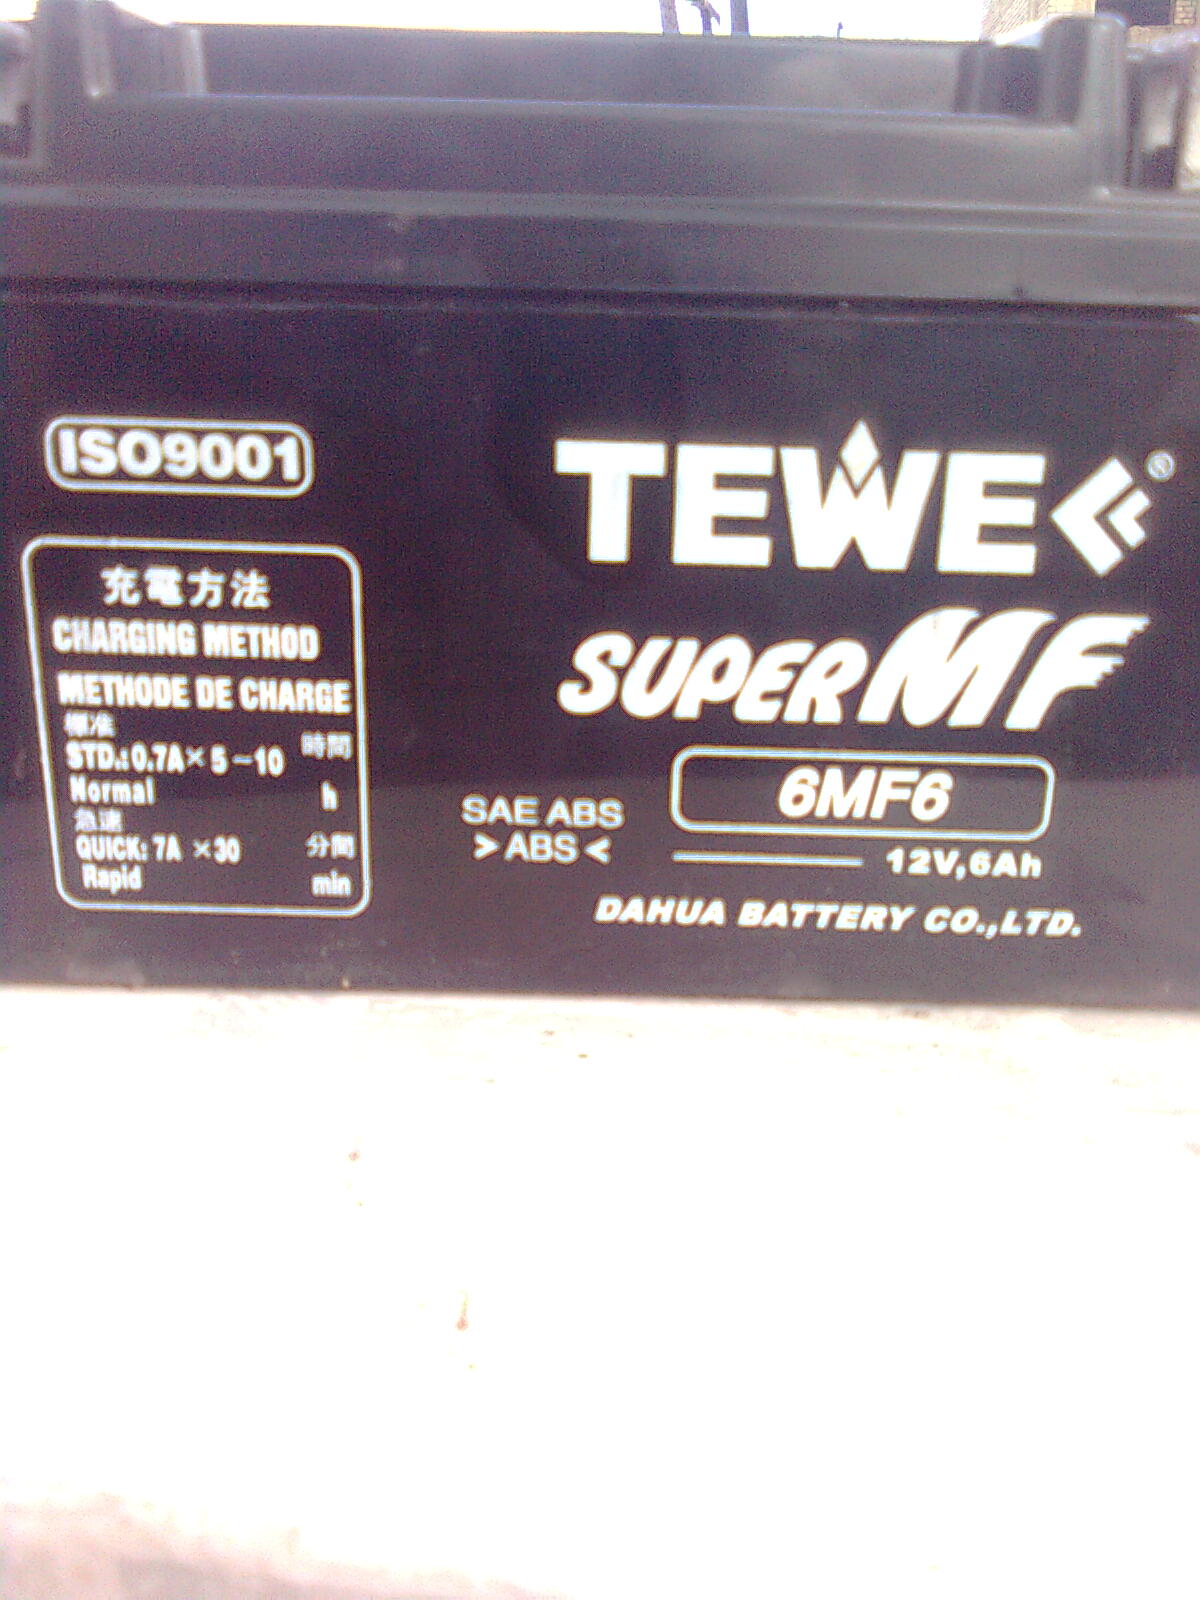 ISO9001
充電方法
CHARGING METHOD
METHODE DE CHARGE
標准
STD.:0.7A×5-10 時間
Normal h
急速
QUICK: 7A ×30 分間
Rapid min
TEWE ®
SUPER MF
6MF6
SAE ABS
>ABS<
12V,6Ah
DAHUA BATTERY CO.,LTD.